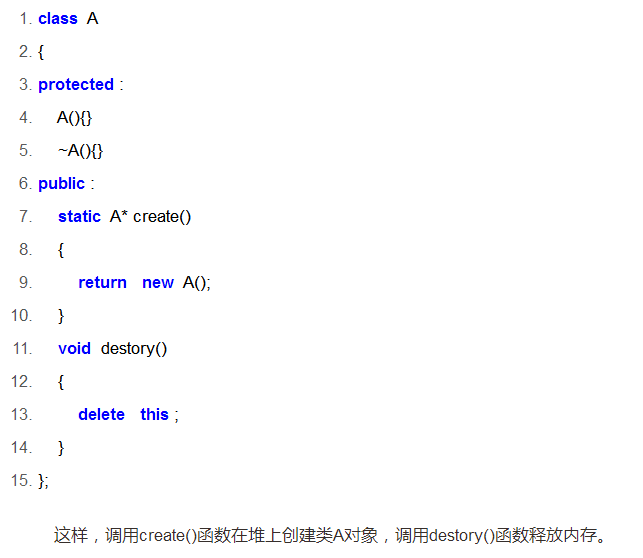 1. class A
2. {
3. protected :
4. A(){}
5. ~A(){}
6. public :
7. static A* create()
8. {
9. return new A();
10. }
11. void destory()
12. {
13. delete this ;
14. }
15. };
这样，调用create()函数在堆上创建类A对象，调用destory()函数释放内存。